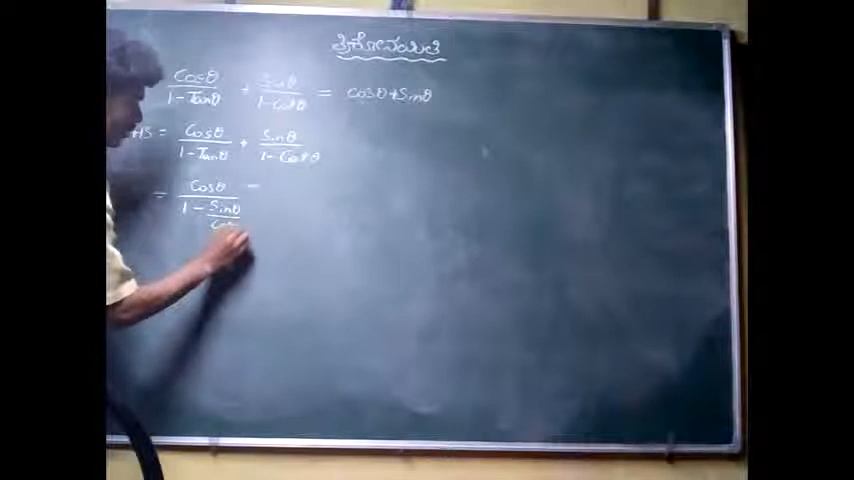 ತ್ರಿಕೋನಮಿತಿ
Cosθ/1-Tanθ + Sinθ/1-Cotθ = Cosθ+Sinθ
HS = Cosθ/1-Tanθ + Sinθ/1-Cotθ
= Cosθ/1-Sinθ/Co